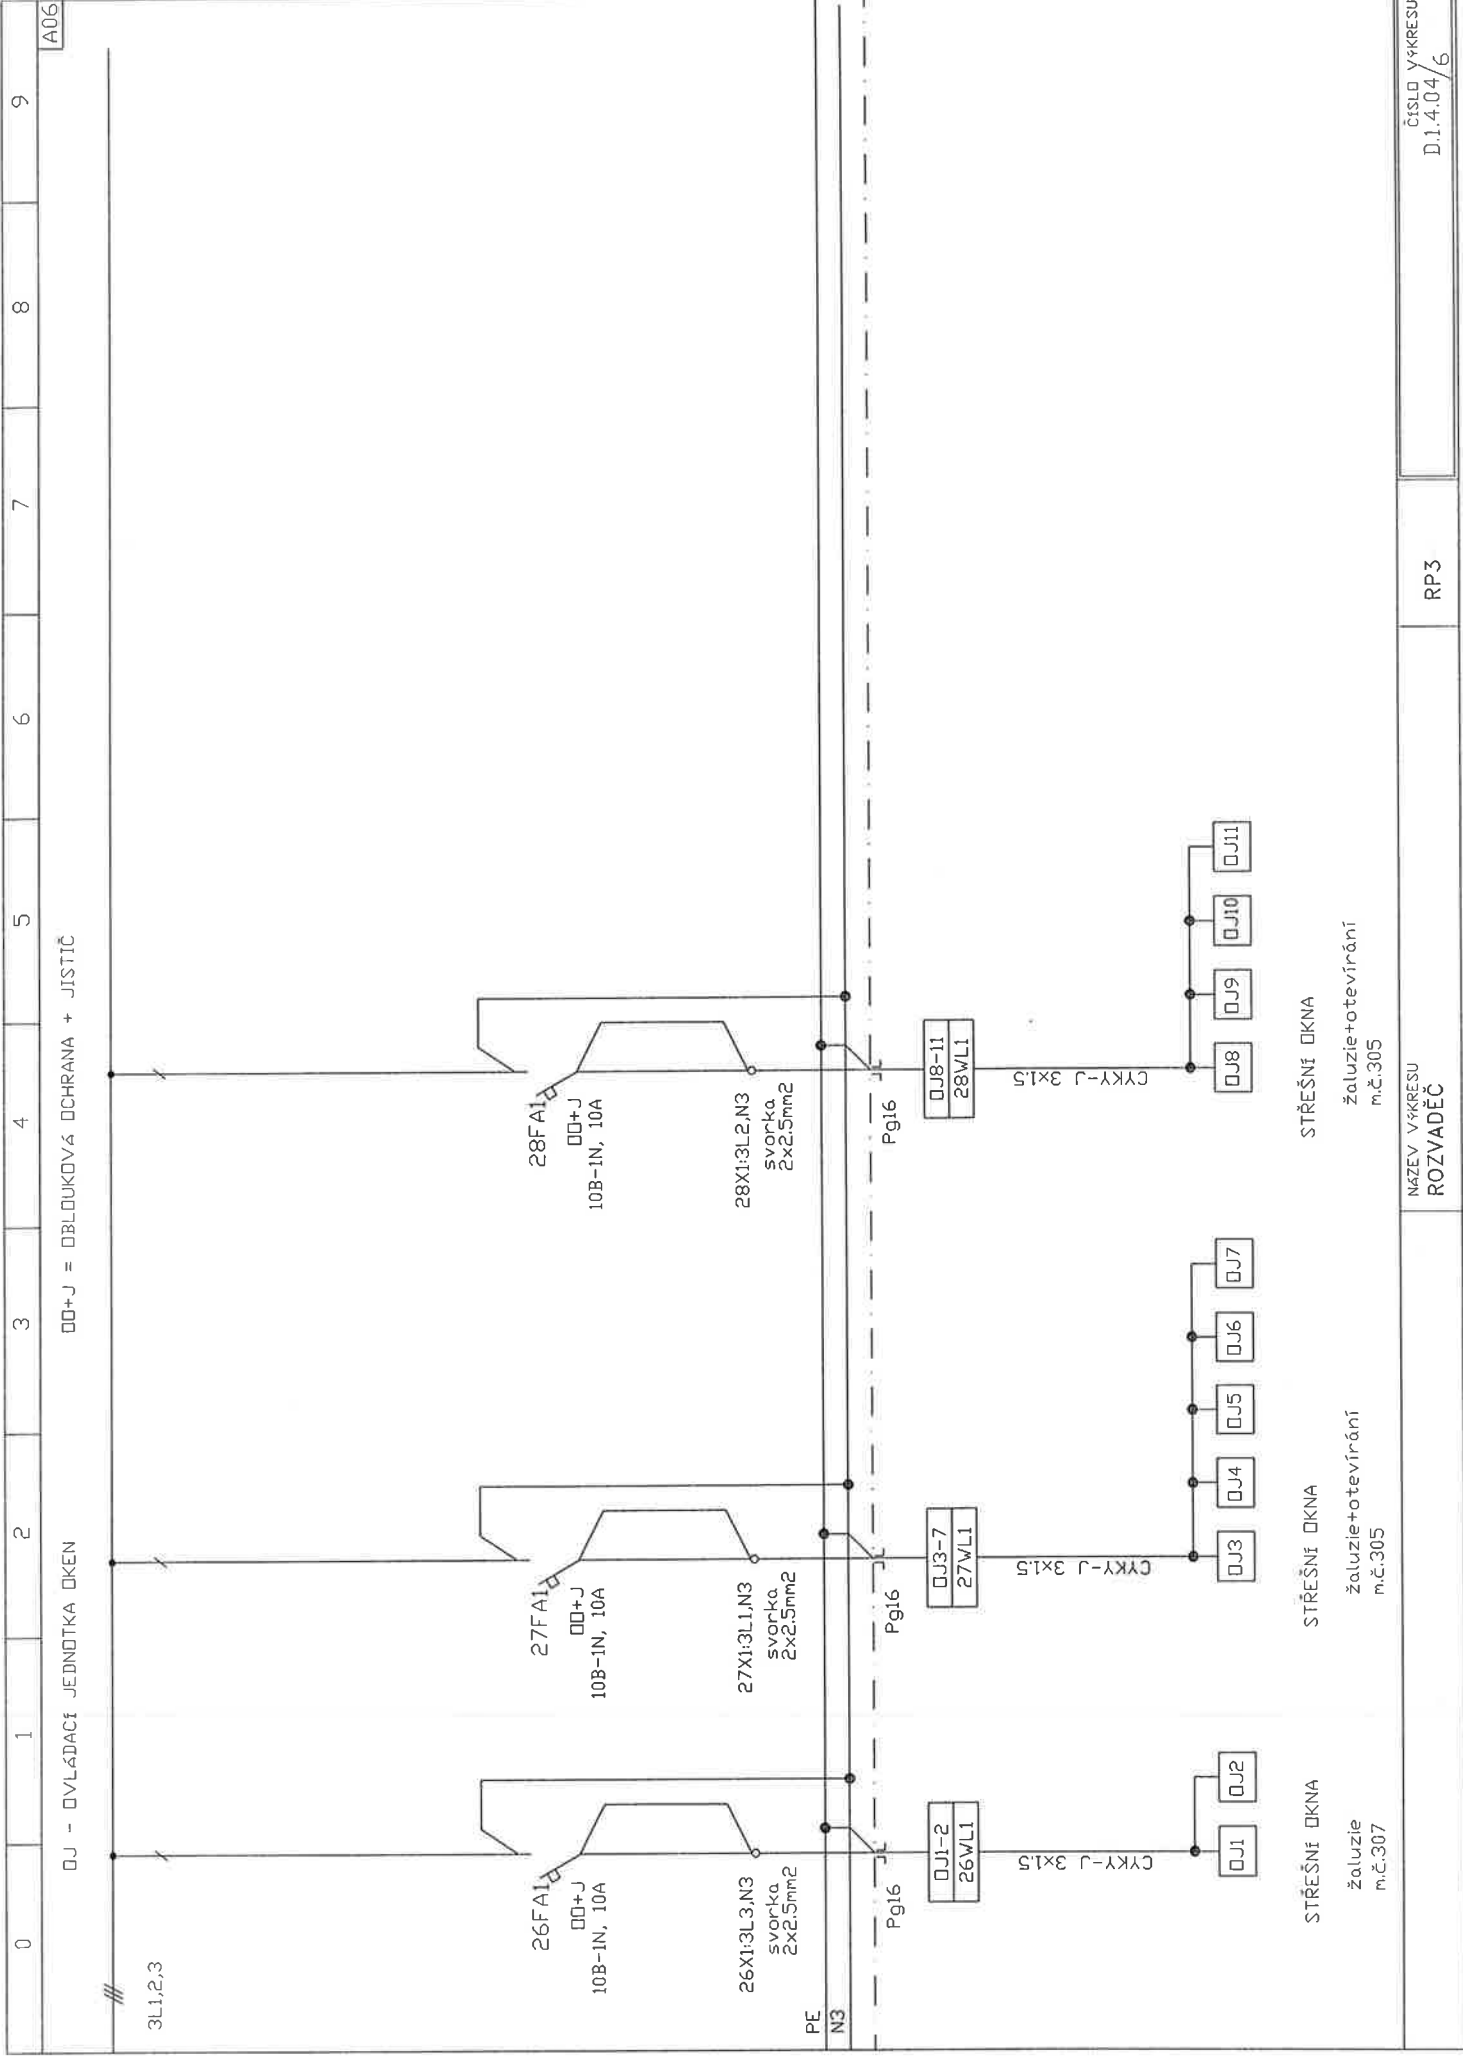 0 1 2 3 4 5 6 7 8 9
A06
OJ - OVLÁDACÍ JEDNOTKA OKEN
OO+J = OBLOUKOVÁ OCHRANA + JISTIČ
3L1,2,3
26FA1
OO+J
10B-1N, 10A
26X1:3L3,N3
svorka
2x2.5mm2
27FA1
OO+J
10B-1N, 10A
27X1:3L1,N3
svorka
2x2.5mm2
28FA1
OO+J
10B-1N, 10A
28X1:3L2,N3
svorka
2x2.5mm2
PE
N3
Pg16
OJ1-2
26WL1
CYKY-J 3x1.5
OJ1
OJ2
STŘEŠNÍ OKNA
žaluzie
m.č.307
Pg16
OJ3-7
27WL1
CYKY-J 3x1.5
OJ3
OJ4
OJ5
OJ6
OJ7
STŘEŠNÍ OKNA
žaluzie+otevírání
m.č.305
Pg16
OJ8-11
28WL1
CYKY-J 3x1.5
OJ8
OJ9
OJ10
OJ11
STŘEŠNÍ OKNA
žaluzie+otevírání
m.č.305
NÁZEV VÝKRESU
ROZVADĚČ
RP3
ČÍSLO VÝKRESU
D.1.4.04/6